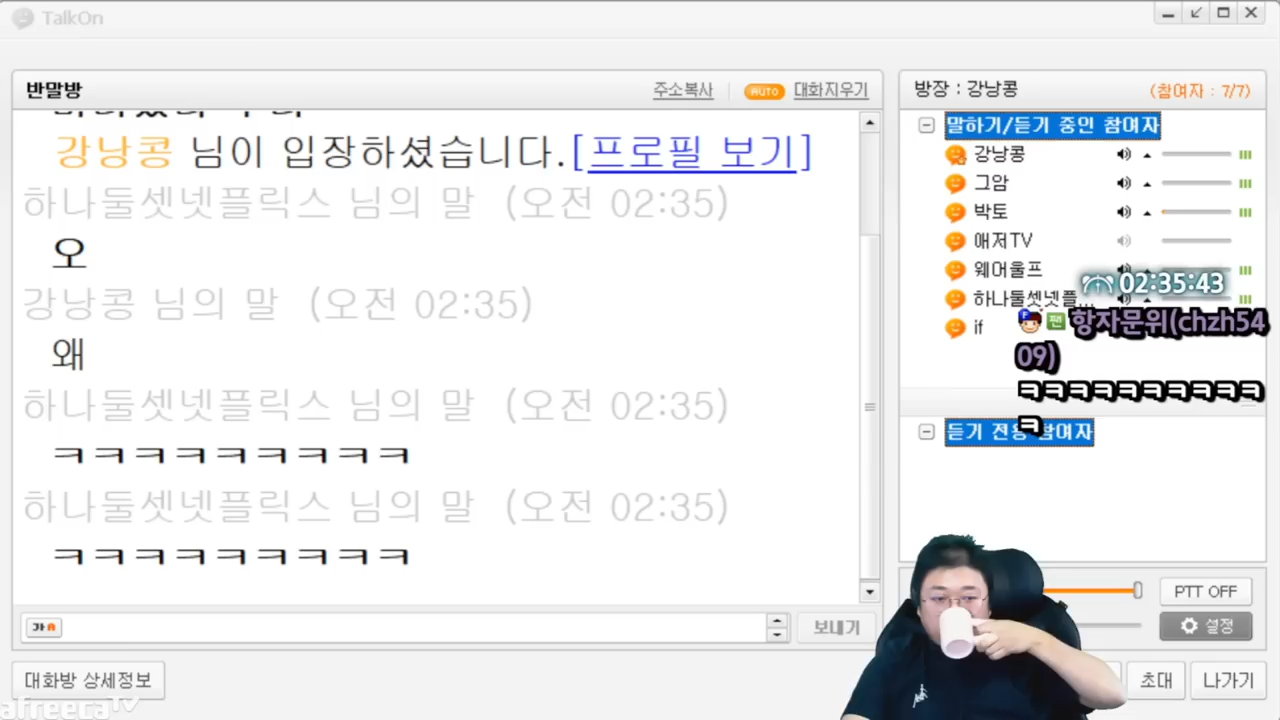 TalkOn
반말방
주소복사
AUTO 대화지우기
강낭콩 님이 입장하셨습니다.[프로필 보기]
하나둘셋넷플릭스 님의 말 (오전 02:35)
오
강낭콩 님의 말 (오전 02:35)
왜
하나둘셋넷플릭스 님의 말 (오전 02:35)
ㅋㅋㅋㅋㅋㅋㅋㅋㅋ
하나둘셋넷플릭스 님의 말 (오전 02:35)
ㅋㅋㅋㅋㅋㅋㅋㅋㅋ
가A
보내기
대화방 상세정보
afreecaTV
방장 : 강낭콩
(참여자 : 7/7)
말하기/듣기 중인 참여자
강낭콩
그암
박토
애저TV
웨어울프
하나둘셋넷플...
if
02:35:43
F 팬 항자문위(chzh54
09)
ㅋㅋㅋㅋㅋㅋㅋㅋㅋㅋ
ㅋ
듣기 전용 참여자
PTT OFF
설정
초대
나가기